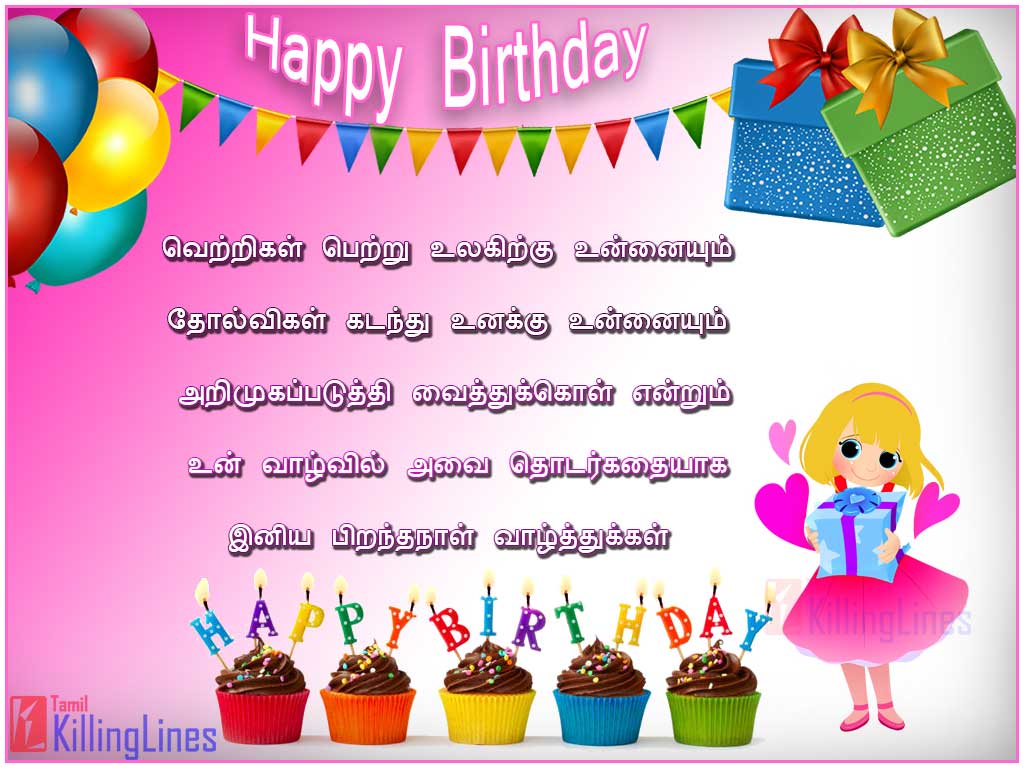 Happy Birthday
வெற்றிகள் பெற்று உலகிற்கு உன்னையும்
தோல்விகள் கடந்து உனக்கு உன்னையும்
அறிமுகப்படுத்தி வைத்துக்கொள் என்றும்
உன் வாழ்வில் அவை தொடர்கதையாக
இனிய பிறந்தநாள் வாழ்த்துக்கள்
HAPPY BIRTHDAY
KillingLines
Tamil
KillingLines